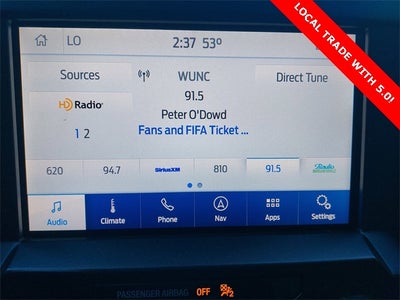 LOCAL TRADE WITH 5.0!
LO 2:37 53°
Sources WUNC Direct Tune
91.5
HD Radio
Peter O'Dowd
1 2 Fans and FIFA Ticket ...
620 94.7 SiriusXM 810 91.5
Audio Climate Phone Nav Apps Settings
PASSENGER AIRBAG OFF 2